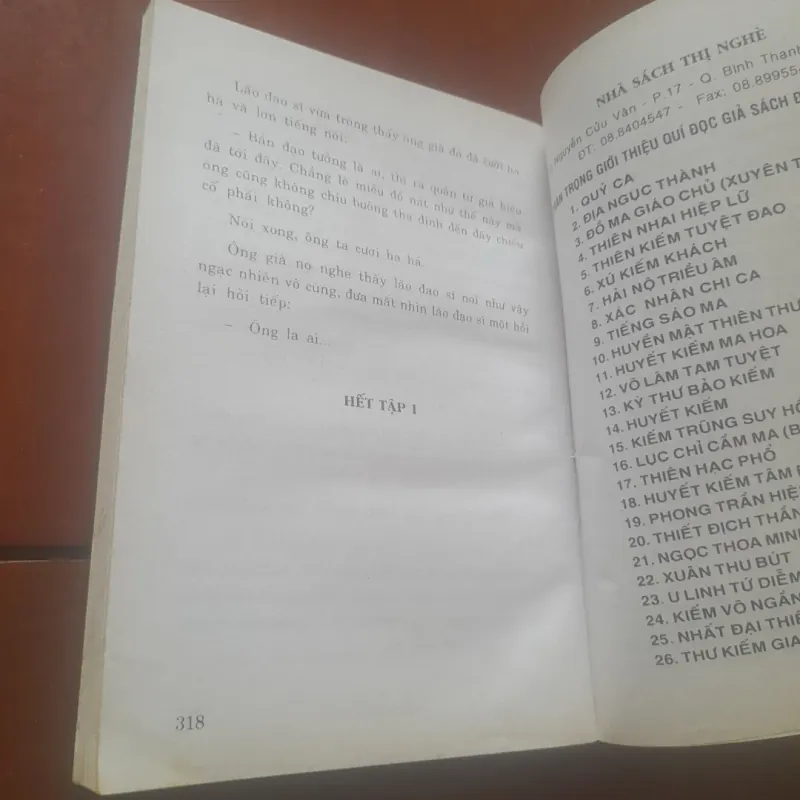 Lão đạo sĩ vừa trông thấy ông già đó đã cười ha
hả và lớn tiếng nói:
– Bần đạo tưởng là ai, thì ra quân tử giá hiệu
đã tới đây. Chẳng lẽ miếu đổ nát như thế này mà
ông cũng không chịu buông tha định đến đây chiếu
cố phải không?
Nói xong, ông ta cười ha hả.
Ông già nọ nghe thấy lão đạo sĩ nói như vậy
ngạc nhiên vô cùng, đưa mắt nhìn lão đạo sĩ một hồi
lại hỏi tiếp:
– Ông là ai...
HẾT TẬP 1
318
NHÀ SÁCH THỊ NGHÈ
Nguyễn Cửu Vân - P.17 - Q. Bình Thạnh
ĐT: 08.8404547 - Fax: 08.89955
TRỌNG GIỚI THIỆU QUÍ ĐỌC GIẢ SÁCH
1. QUỶ CA
2. ĐỊA NGỤC THÀNH
3. ĐỒ MA GIÁO CHỦ (XUYÊN
4. THIÊN NHAI HIỆP LỮ
5. THIÊN KIẾM TUYỆT ĐAO
6. XÚ KIẾM KHÁCH
7. HẢI NỘ TRIỀU ÂM
8. XÁC NHÂN CHI CA
9. TIẾNG SÁO MA
10. HUYỀN MẬT THIÊN THƯ
11. HUYẾT KIẾM MA HOA
12. VÕ LÂM TAM TUYỆT
13. KỲ THƯ BẢO KIẾM
14. HUYẾT KIẾM
15. KIẾM TRŨNG SUY
16. LỤC CHỈ CẦM MA
17. THIÊN HẠC PHỔ
18. HUYẾT KIẾM TÂM
19. PHONG TRẦN
20. THIẾT ĐỊCH
21. NGỌC THOA
22. XUÂN THU BÚT
23. U LINH TỨ DIỄM
24. KIẾM VÔ
25. NHẤT ĐẠI
26. THƯ KIẾM